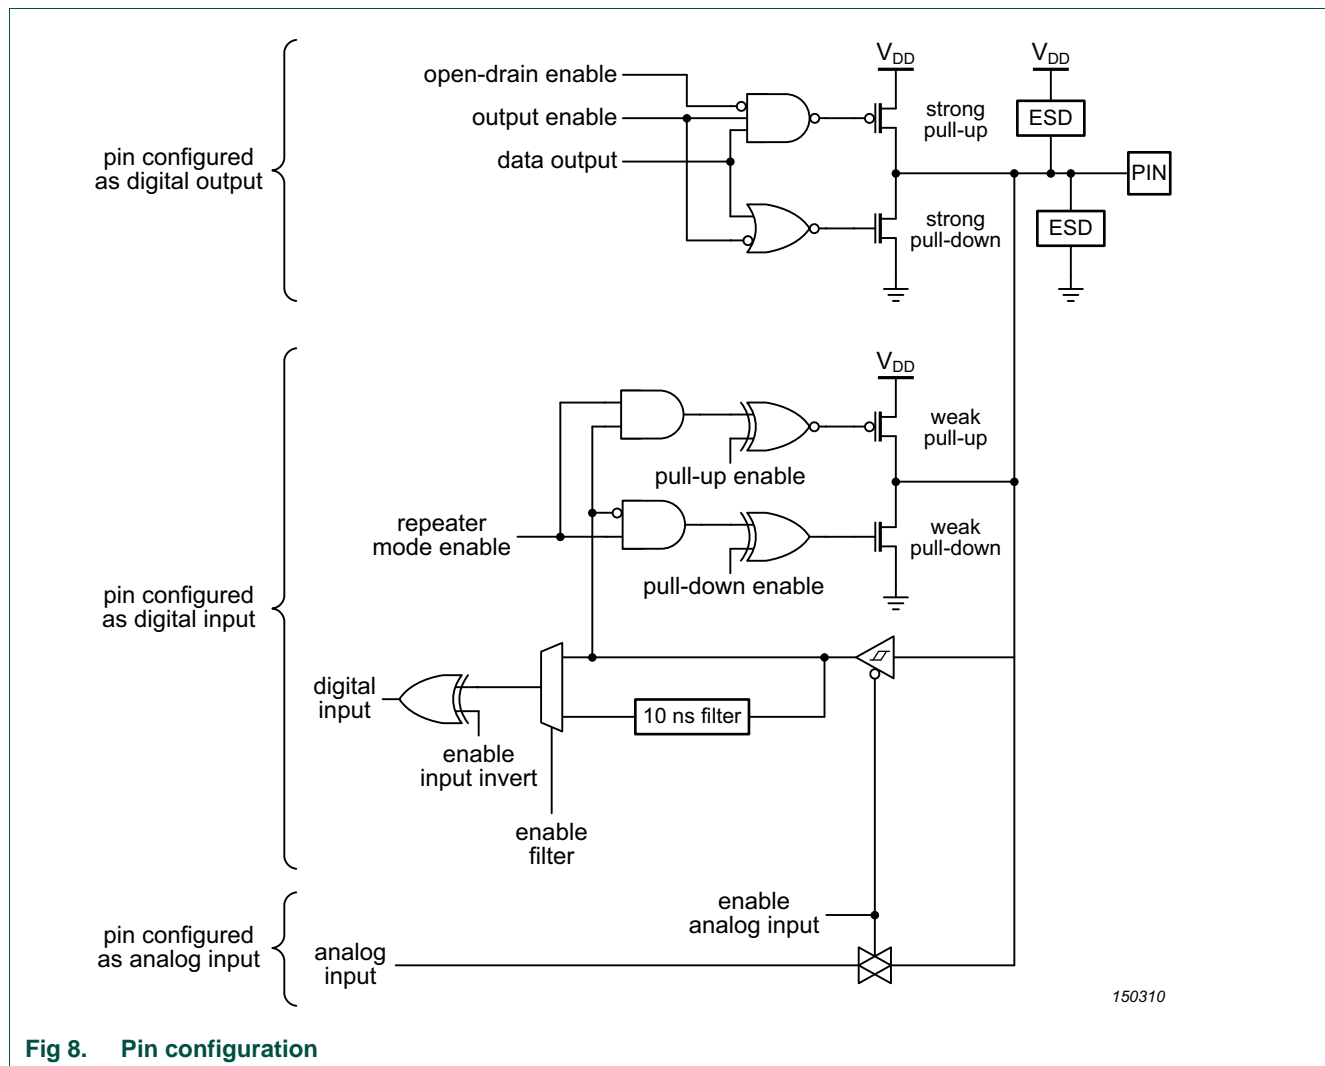 V_DD
V_DD
open-drain enable
output enable
data output
strong
pull-up
ESD
PIN
pin configured
as digital output
strong
pull-down
ESD
V_DD
weak
pull-up
pull-up enable
repeater
mode enable
weak
pull-down
pull-down enable
pin configured
as digital input
digital
input
10 ns filter
enable
input invert
enable
filter
enable
analog input
pin configured
as analog input
analog
input
150310
Fig 8. Pin configuration